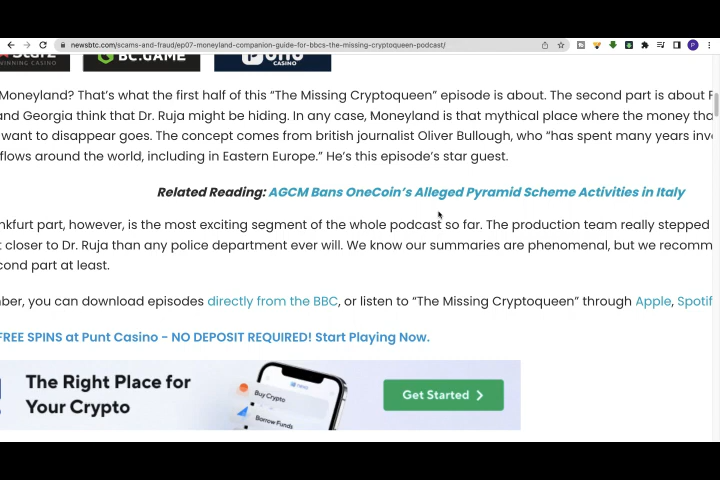 newsbtc.com/scams-and-fraud/ep07-moneyland-companion-guide-for-bbcs-the-missing-cryptoqueen-podcast/
WINNING CASINO
BC.GAME
CASINO
Moneyland? That's what the first half of this "The Missing Cryptoqueen" episode is about. The second part is about F
and Georgia think that Dr. Ruja might be hiding. In any case, Moneyland is that mythical place where the money tha
want to disappear goes. The concept comes from british journalist Oliver Bullough, who "has spent many years inv
flows around the world, including in Eastern Europe." He's this episode's star guest.
Related Reading: AGCM Bans OneCoin's Alleged Pyramid Scheme Activities in Italy
nkfurt part, however, is the most exciting segment of the whole podcast so far. The production team really stepped
t closer to Dr. Ruja than any police department ever will. We know our summaries are phenomenal, but we recomm
cond part at least.
ber, you can download episodes directly from the BBC, or listen to "The Missing Cryptoqueen" through Apple, Spotif
FREE SPINS at Punt Casino – NO DEPOSIT REQUIRED! Start Playing Now.
The Right Place for
Your Crypto
Buy Crypto
Borrow Funds
Get Started